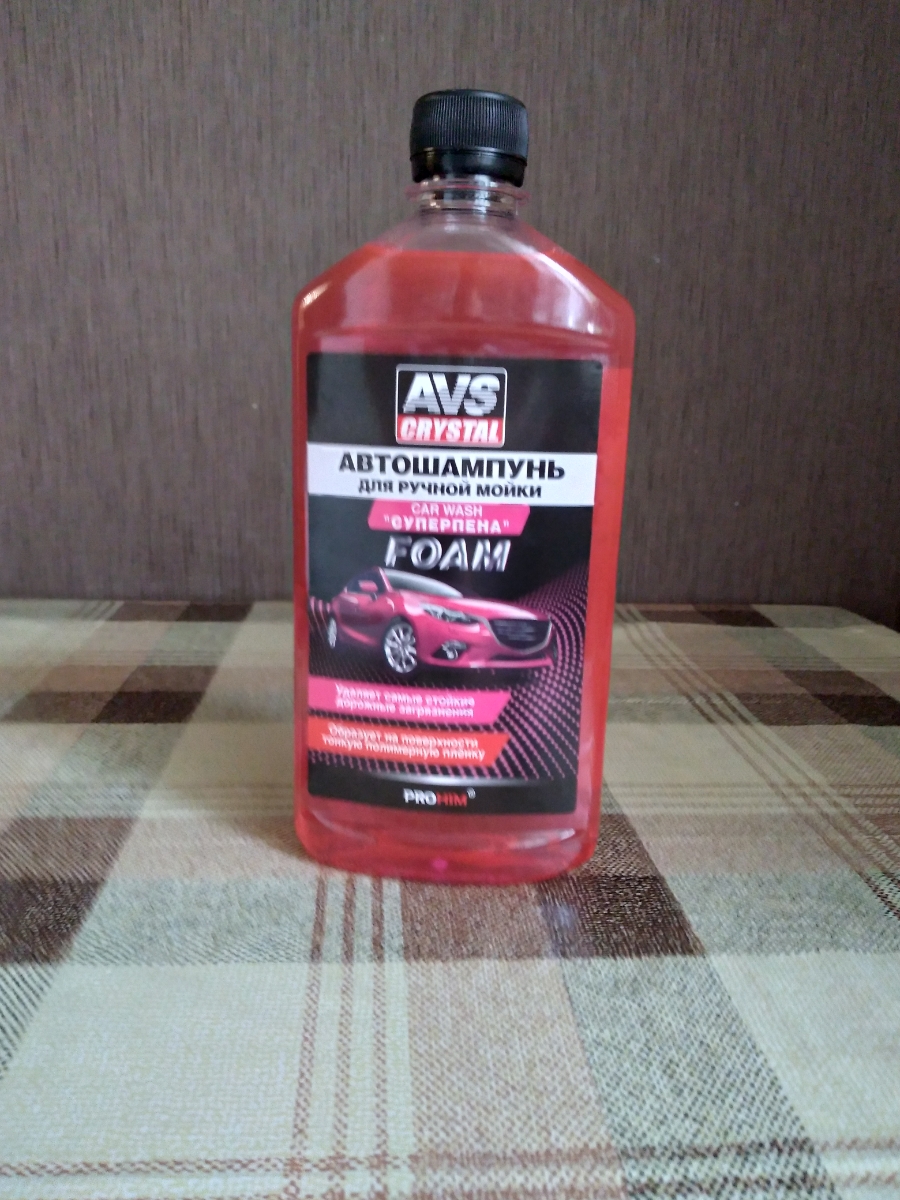 AVS
CRYSTAL
АВТОШАМПУНЬ
ДЛЯ РУЧНОЙ МОЙКИ
CAR WASH
"СУПЕРПЕНА"
FOAM
Удаляет самые стойкие
дорожные загрязнения
Образует на поверхности
тонкую полимерную плёнку
PROHIM®